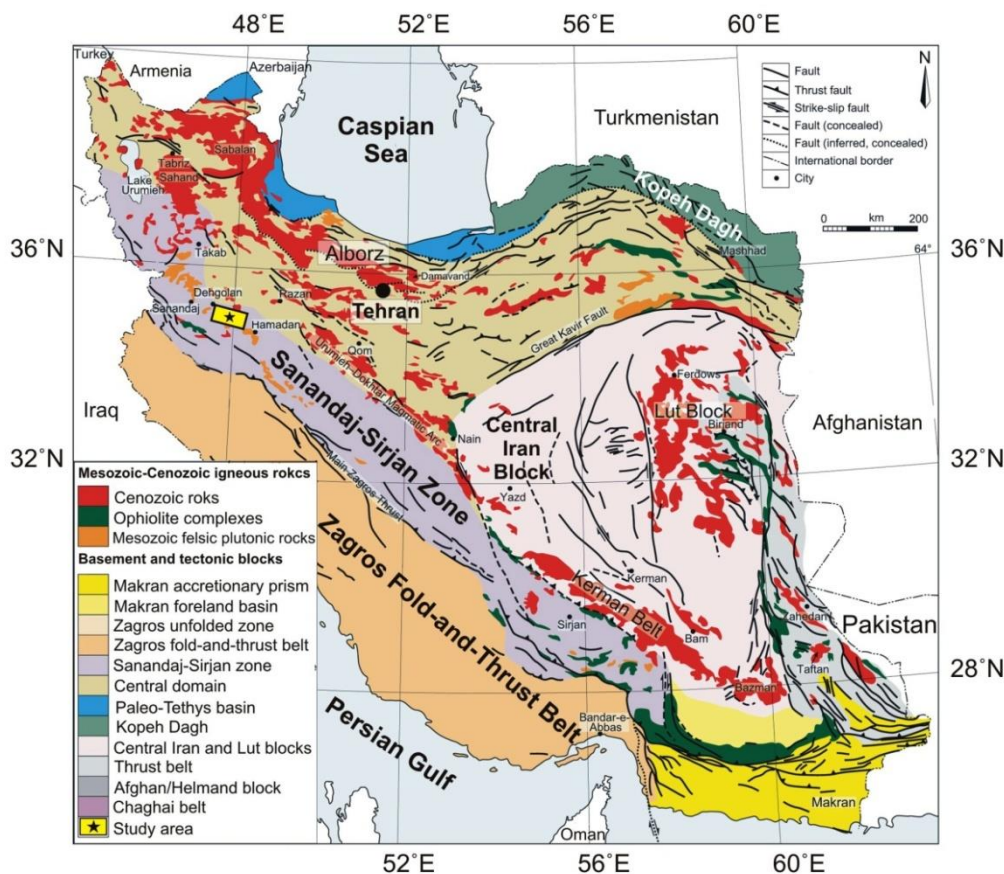 48˚E
52˚E
56˚E
60˚E
Turkey
Armenia
Azerbaijan
Caspian
Sea
Turkmenistan
N
Fault
Thrust fault
Strike-slip fault
Fault (concealed)
Fault (inferred, concealed)
International border
City
0 km 200
64°
36˚N
36˚N
Sabalan
Tabriz
Sahand
Lake
Urumieh
Takab
Kopeh Dagh
Mashhad
Alborz
Damavand
Tehran
Dehgolan
Razan
Sanandaj
Hamadan
Qom
Great Kavir Fault
Urumieh-Dokhtar Magmatic Arc
Ferdows
Lut Block
Birjand
Afghanistan
Iraq
Sanandaj-Sirjan Zone
Nain
Central
Iran
Block
Yazd
32˚N
32˚N
Main Zagros Thrust
Zagros Fold-and-Thrust Belt
Kerman
Kerman Belt
Sirjan
Bam
Zahedan
Pakistan
Taftan
Bazman
28˚N
Bandar-e-
Abbas
Persian Gulf
Makran
Oman
Mesozoic-Cenozoic igneous rokcs
Cenozoic roks
Ophiolite complexes
Mesozoic felsic plutonic rocks
Basement and tectonic blocks
Makran accretionary prism
Makran foreland basin
Zagros unfolded zone
Zagros fold-and-thrust belt
Sanandaj-Sirjan zone
Central domain
Paleo-Tethys basin
Kopeh Dagh
Central Iran and Lut blocks
Thrust belt
Afghan/Helmand block
Chaghai belt
Study area
52˚E
56˚E
60˚E